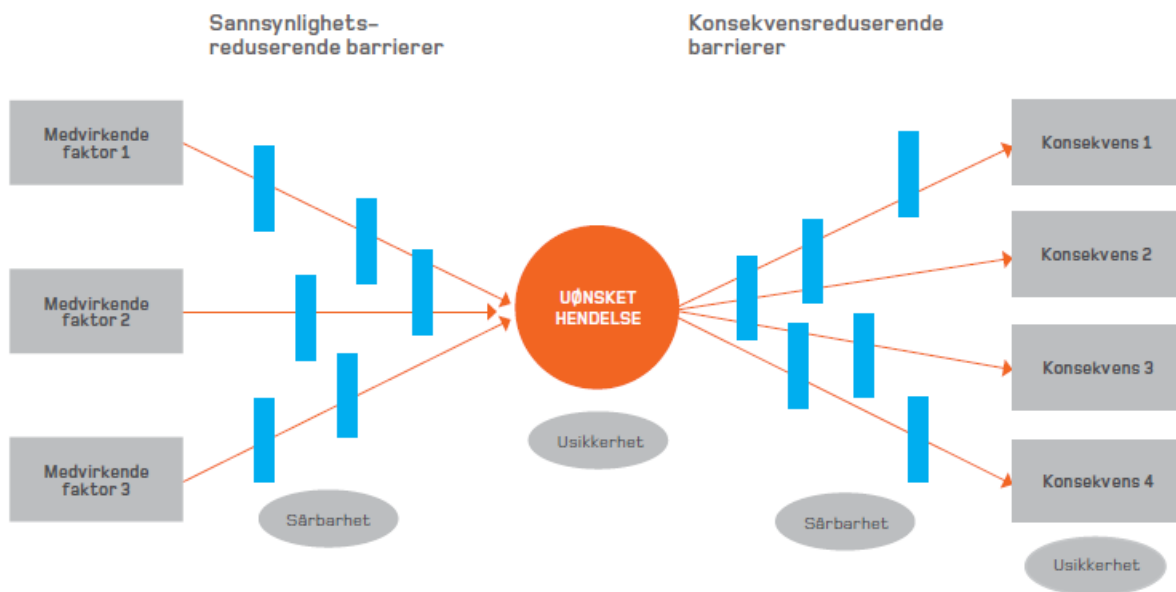 Sannsynlighets-
reduserende barrierer
Konsekvensreduserende
barrierer
Medvirkende
faktor 1
Medvirkende
faktor 2
Medvirkende
faktor 3
UØNSKET
HENDELSE
Usikkerhet
Sårbarhet
Sårbarhet
Konsekvens 1
Konsekvens 2
Konsekvens 3
Konsekvens 4
Usikkerhet